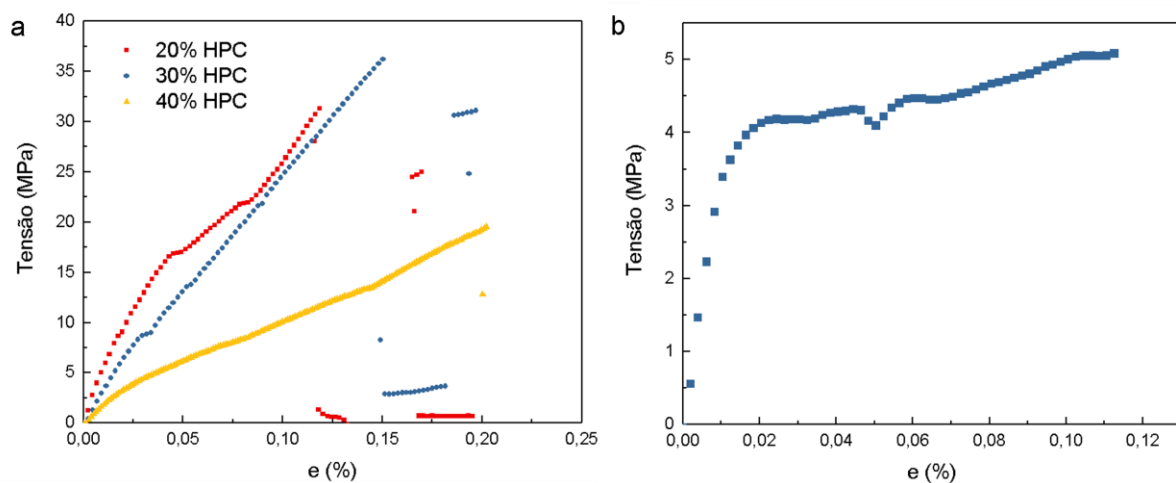 a
40
35
30
25
20
15
10
5
0
Tensão (MPa)
20% HPC
30% HPC
40% HPC
0,00 0,05 0,10 0,15 0,20 0,25
e (%)
b
5
4
3
2
1
0
Tensão (MPa)
0,00 0,02 0,04 0,06 0,08 0,10 0,12
e (%)